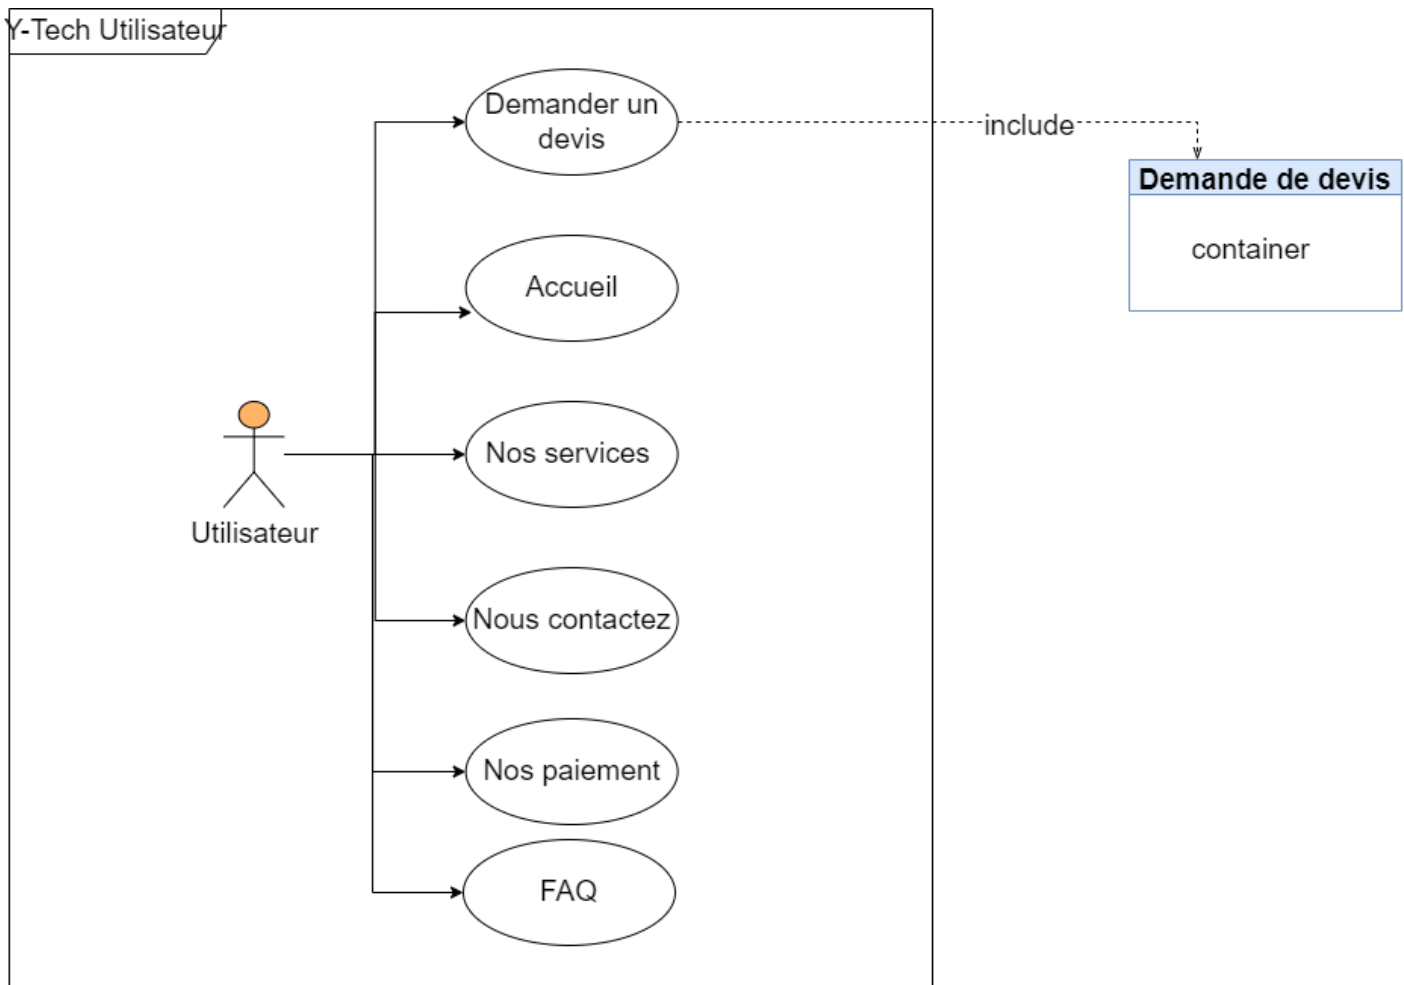 Y-Tech Utilisateur
Demander un
devis
include
Demande de devis
container
Accueil
Nos services
Utilisateur
Nous contactez
Nos paiement
FAQ